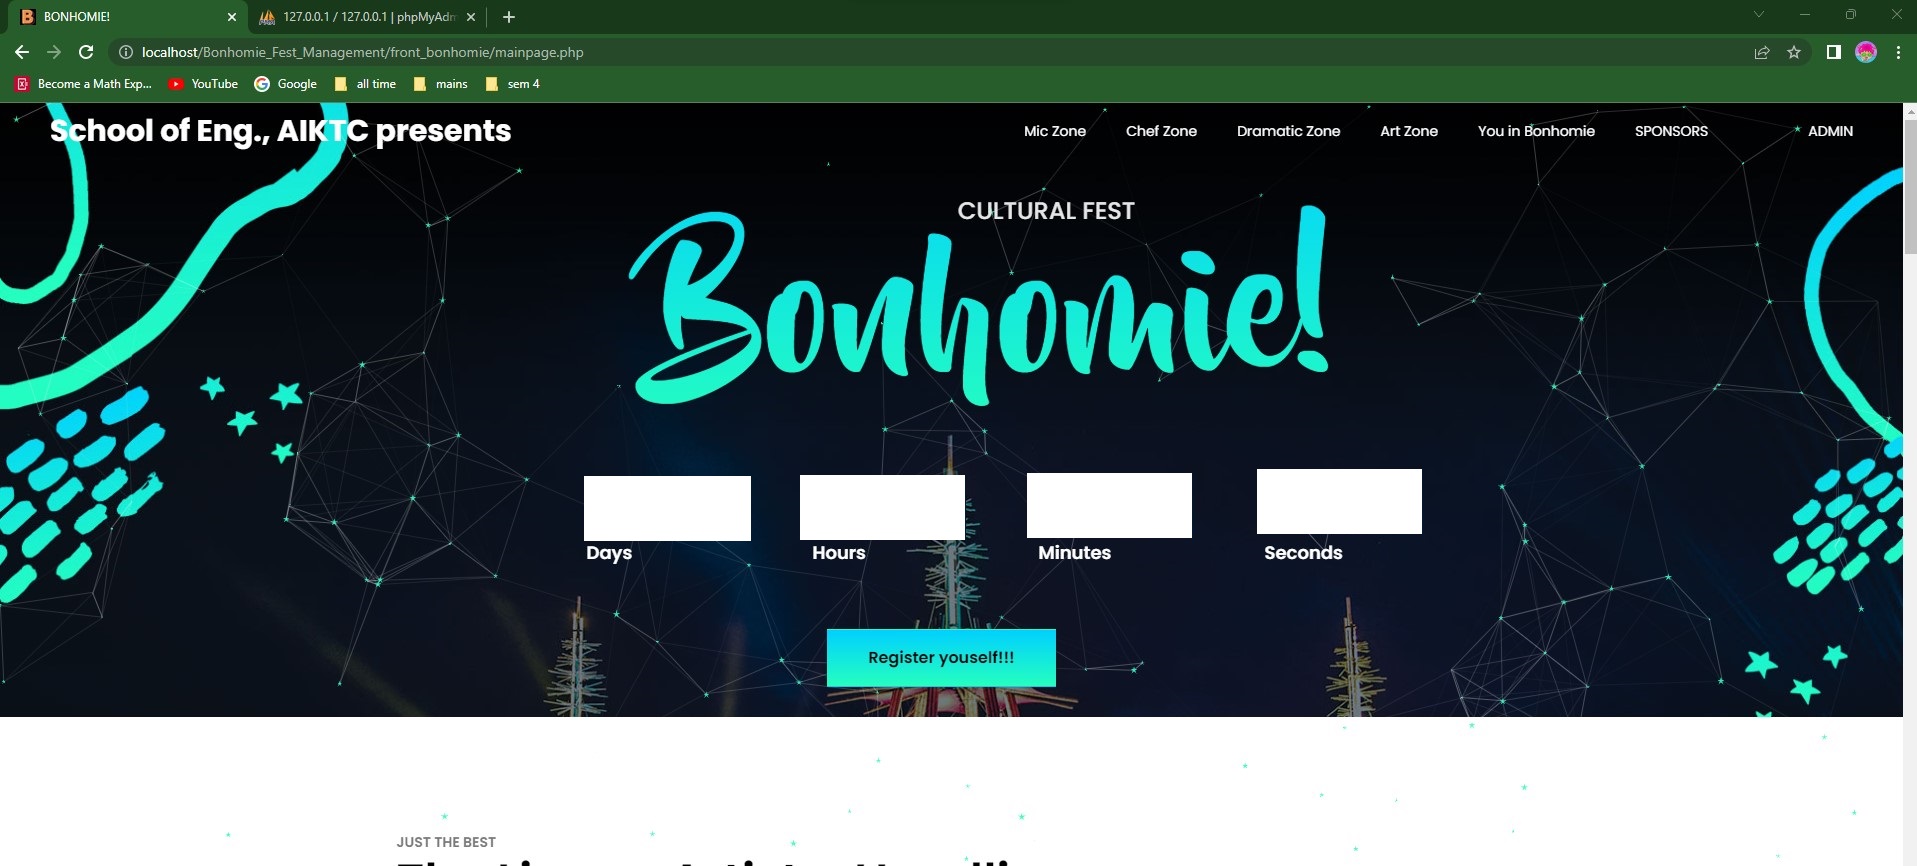 BONHOMIE!
127.0.0.1 / 127.0.0.1 | phpMyAdm
localhost/Bonhomie_Fest_Management/front_bonhomie/mainpage.php
Become a Math Exp... YouTube Google all time mains sem 4
School of Eng., AIKTC presents
Mic Zone Chef Zone Dramatic Zone Art Zone You in Bonhomie SPONSORS ADMIN
CULTURAL FEST
Bonhomie!
Days Hours Minutes Seconds
Register youself!!!
JUST THE BEST